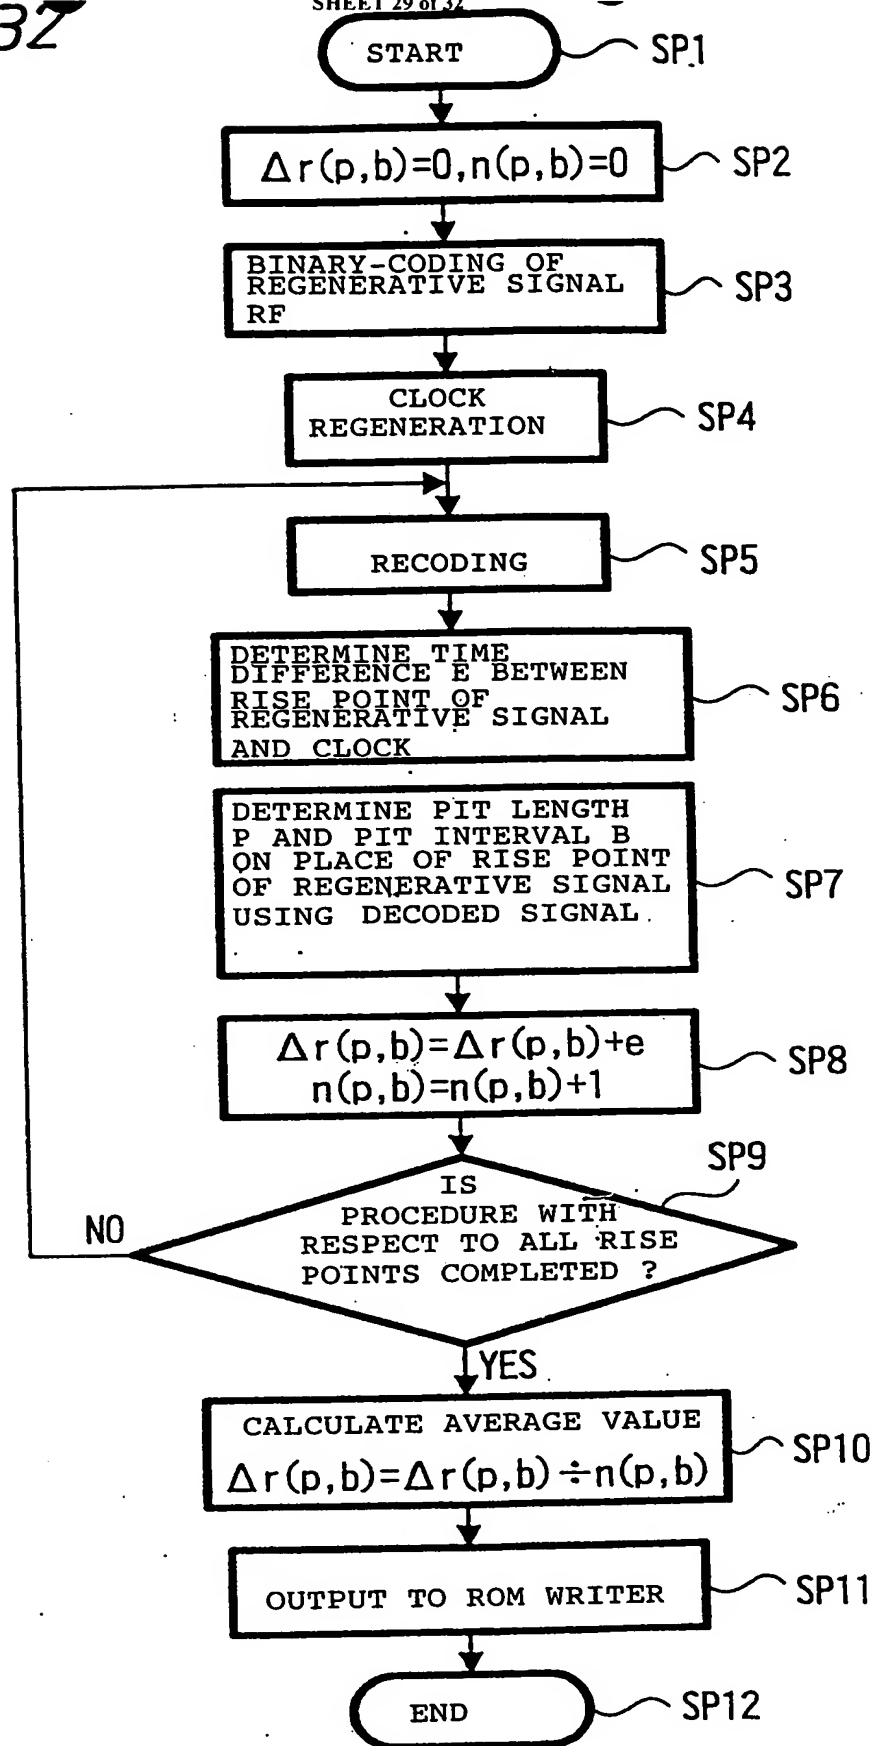 32
SHEET 29 of 32
START
SP1
Δr(p,b)=0,n(p,b)=0
SP2
BINARY-CODING OF
REGENERATIVE SIGNAL
RF
SP3
CLOCK
REGENERATION
SP4
RECODING
SP5
DETERMINE TIME
DIFFERENCE E BETWEEN
RISE POINT OF
REGENERATIVE SIGNAL
AND CLOCK
SP6
DETERMINE PIT LENGTH
P AND PIT INTERVAL B
ON PLACE OF RISE POINT
OF REGENERATIVE SIGNAL
USING DECODED SIGNAL
SP7
Δr(p,b)=Δr(p,b)+e
n(p,b)=n(p,b)+1
SP8
SP9
IS
PROCEDURE WITH
RESPECT TO ALL RISE
POINTS COMPLETED ?
NO
YES
CALCULATE AVERAGE VALUE
Δr(p,b)=Δr(p,b)÷n(p,b)
SP10
OUTPUT TO ROM WRITER
SP11
END
SP12